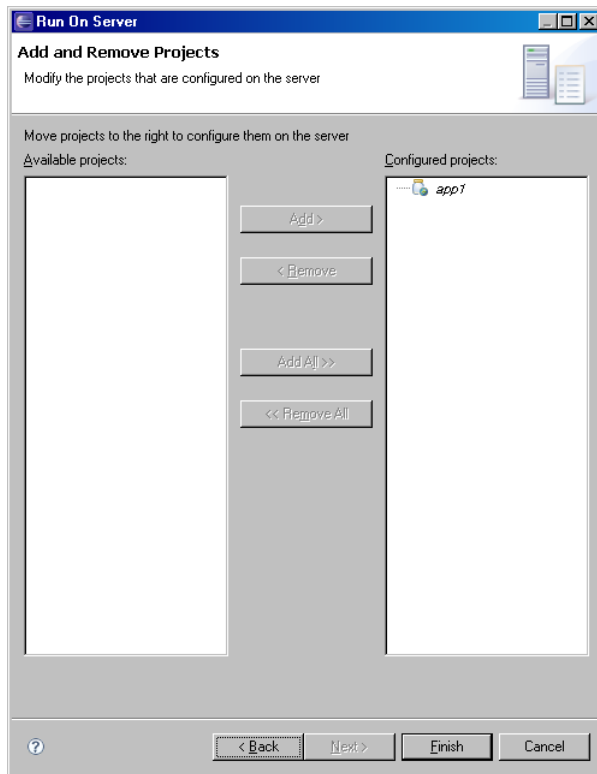 Run On Server
Add and Remove Projects
Modify the projects that are configured on the server
Move projects to the right to configure them on the server
Available projects:
Configured projects:
app1
Add >
< Remove
Add All >>
<< Remove All
?
< Back
Next >
Finish
Cancel